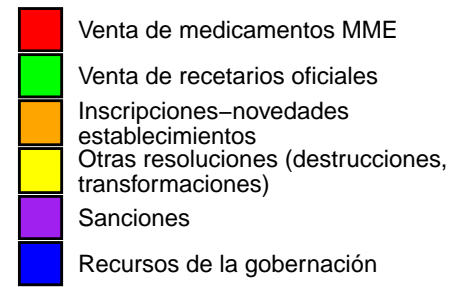 Venta de medicamentos MME
Venta de recetarios oficiales
Inscripciones−novedades
establecimientos
Otras resoluciones (destrucciones,
transformaciones)
Sanciones
Recursos de la gobernación